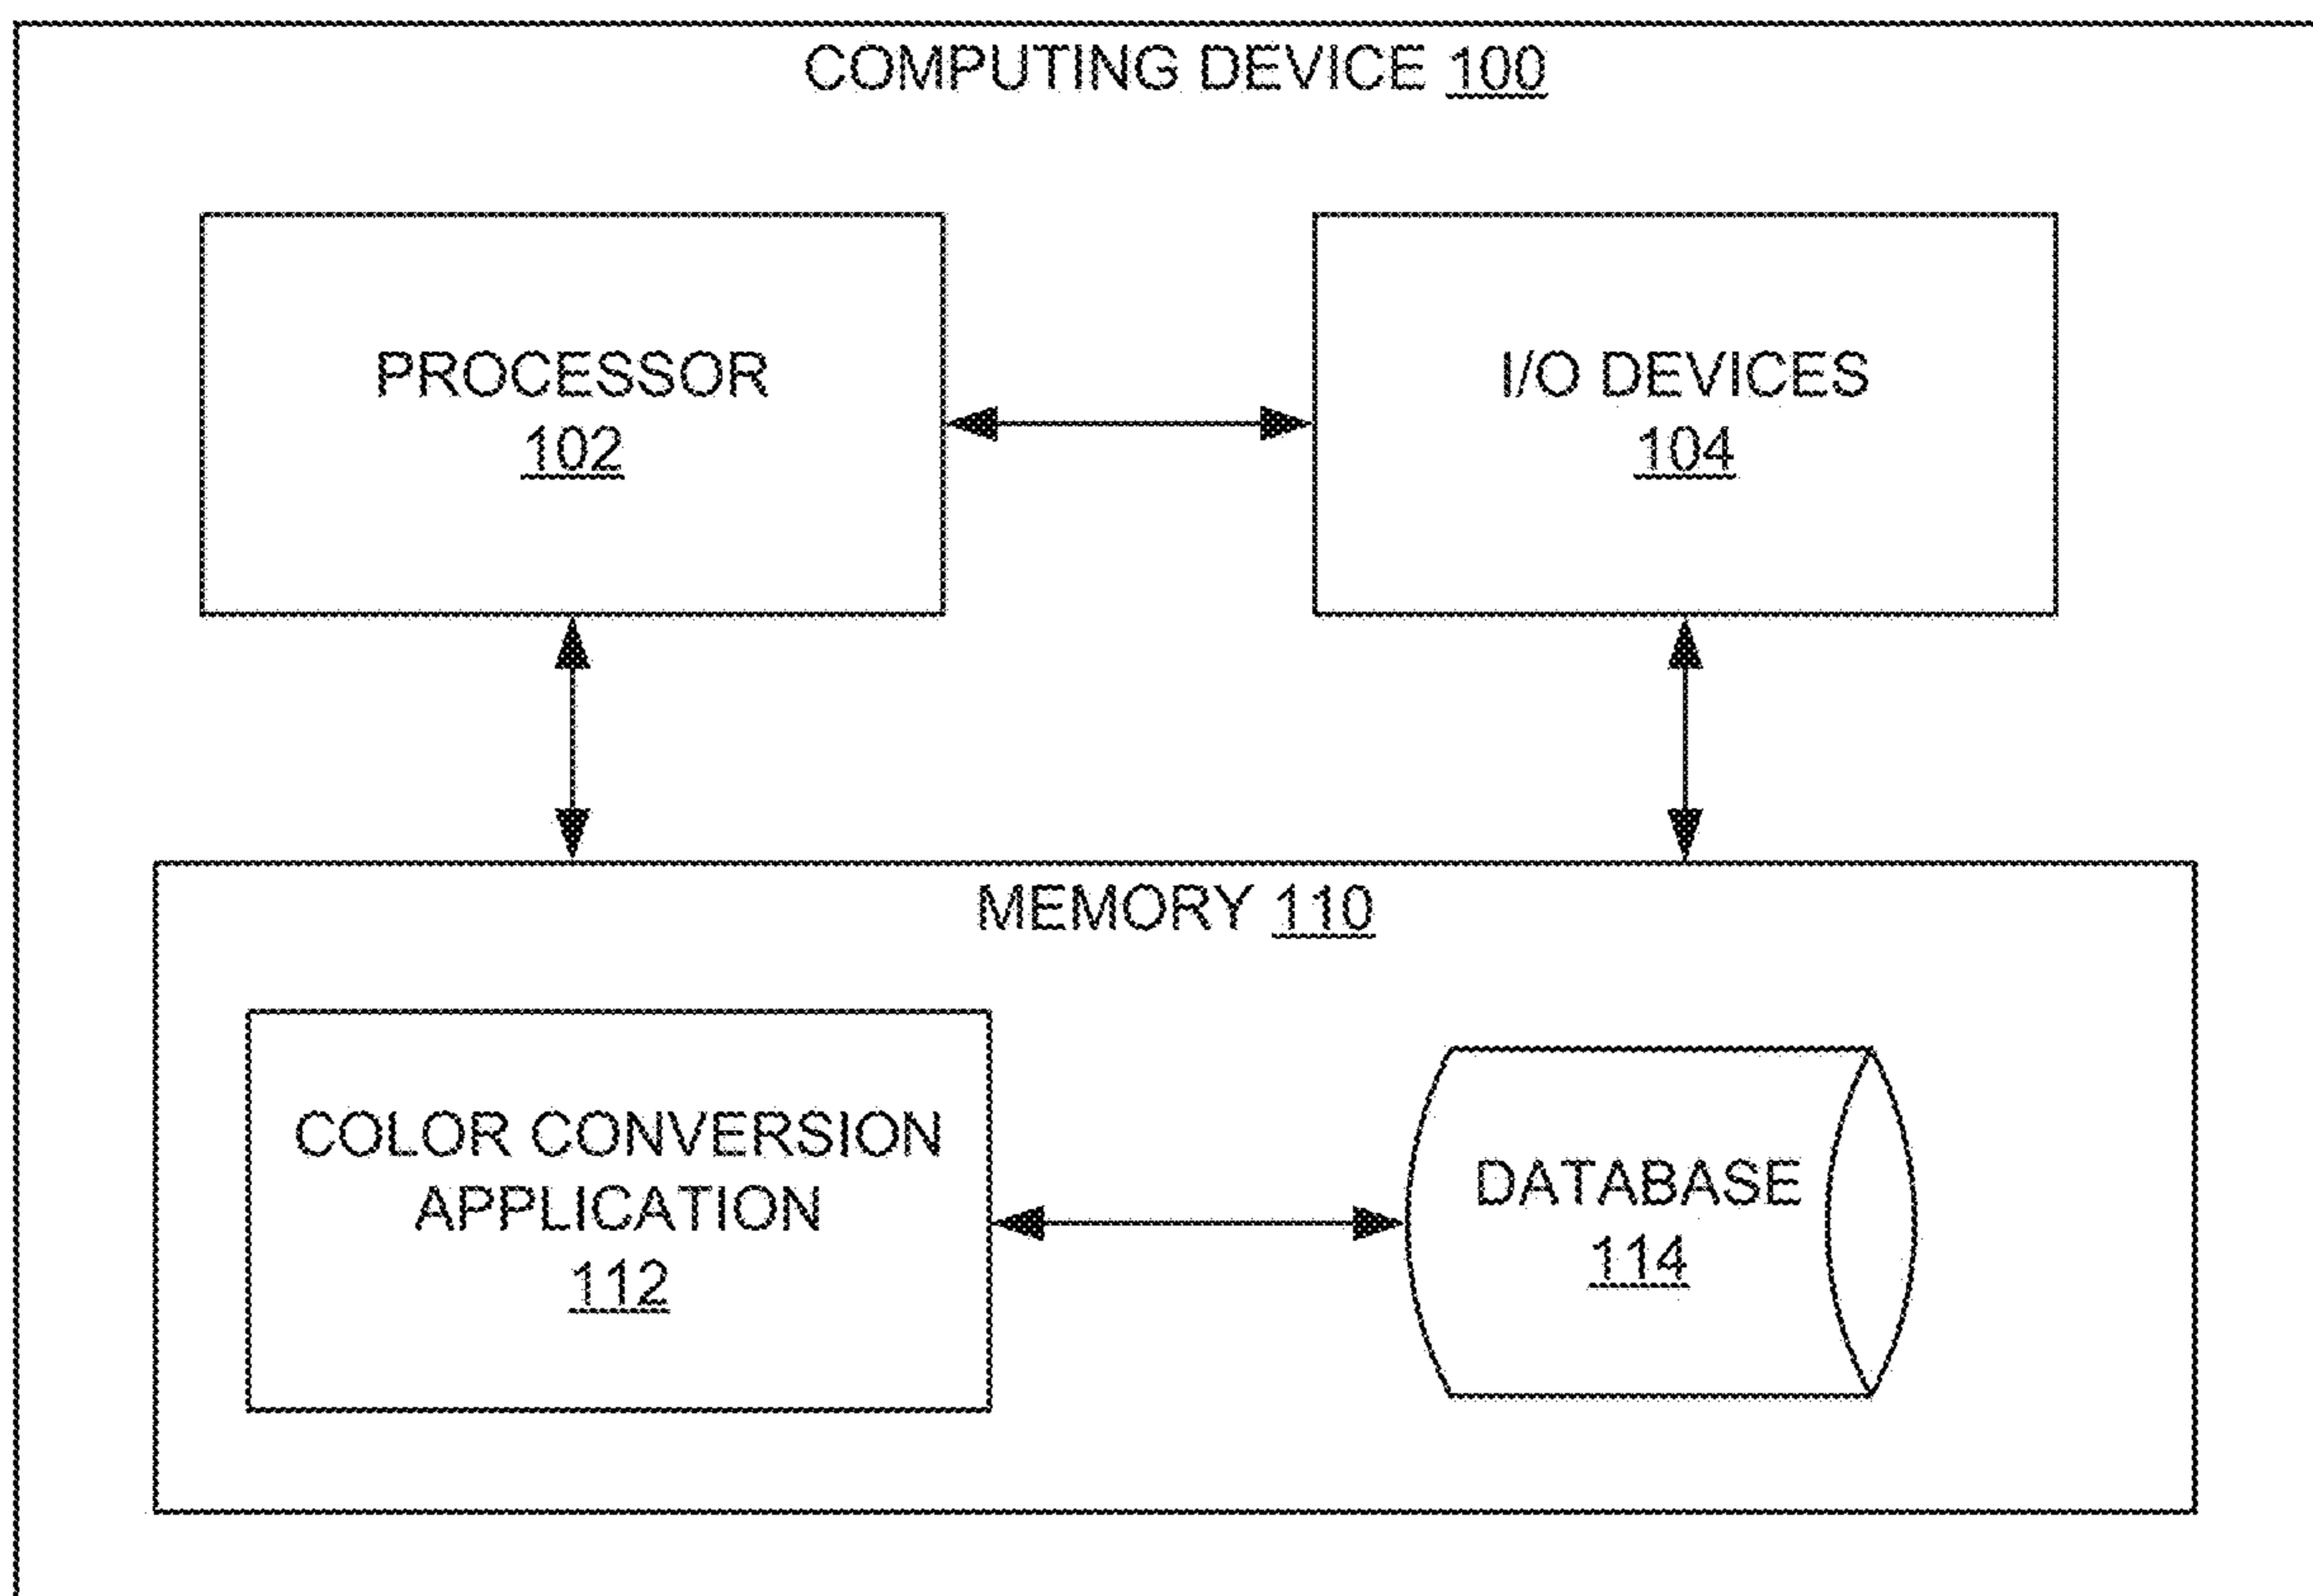 COMPUTING DEVICE 100
PROCESSOR
102
I/O DEVICES
104
MEMORY 110
COLOR CONVERSION
APPLICATION
112
DATABASE
114